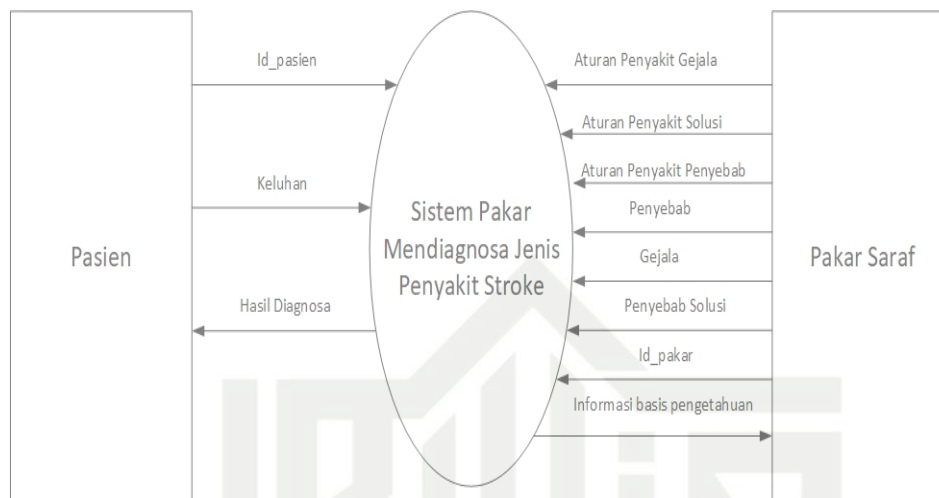 Pasien
Id_pasien
Keluhan
Hasil Diagnosa
Sistem Pakar
Mendiagnosa Jenis
Penyakit Stroke
Aturan Penyakit Gejala
Aturan Penyakit Solusi
Aturan Penyakit Penyebab
Penyebab
Gejala
Penyebab Solusi
Id_pakar
Informasi basis pengetahuan
Pakar Saraf